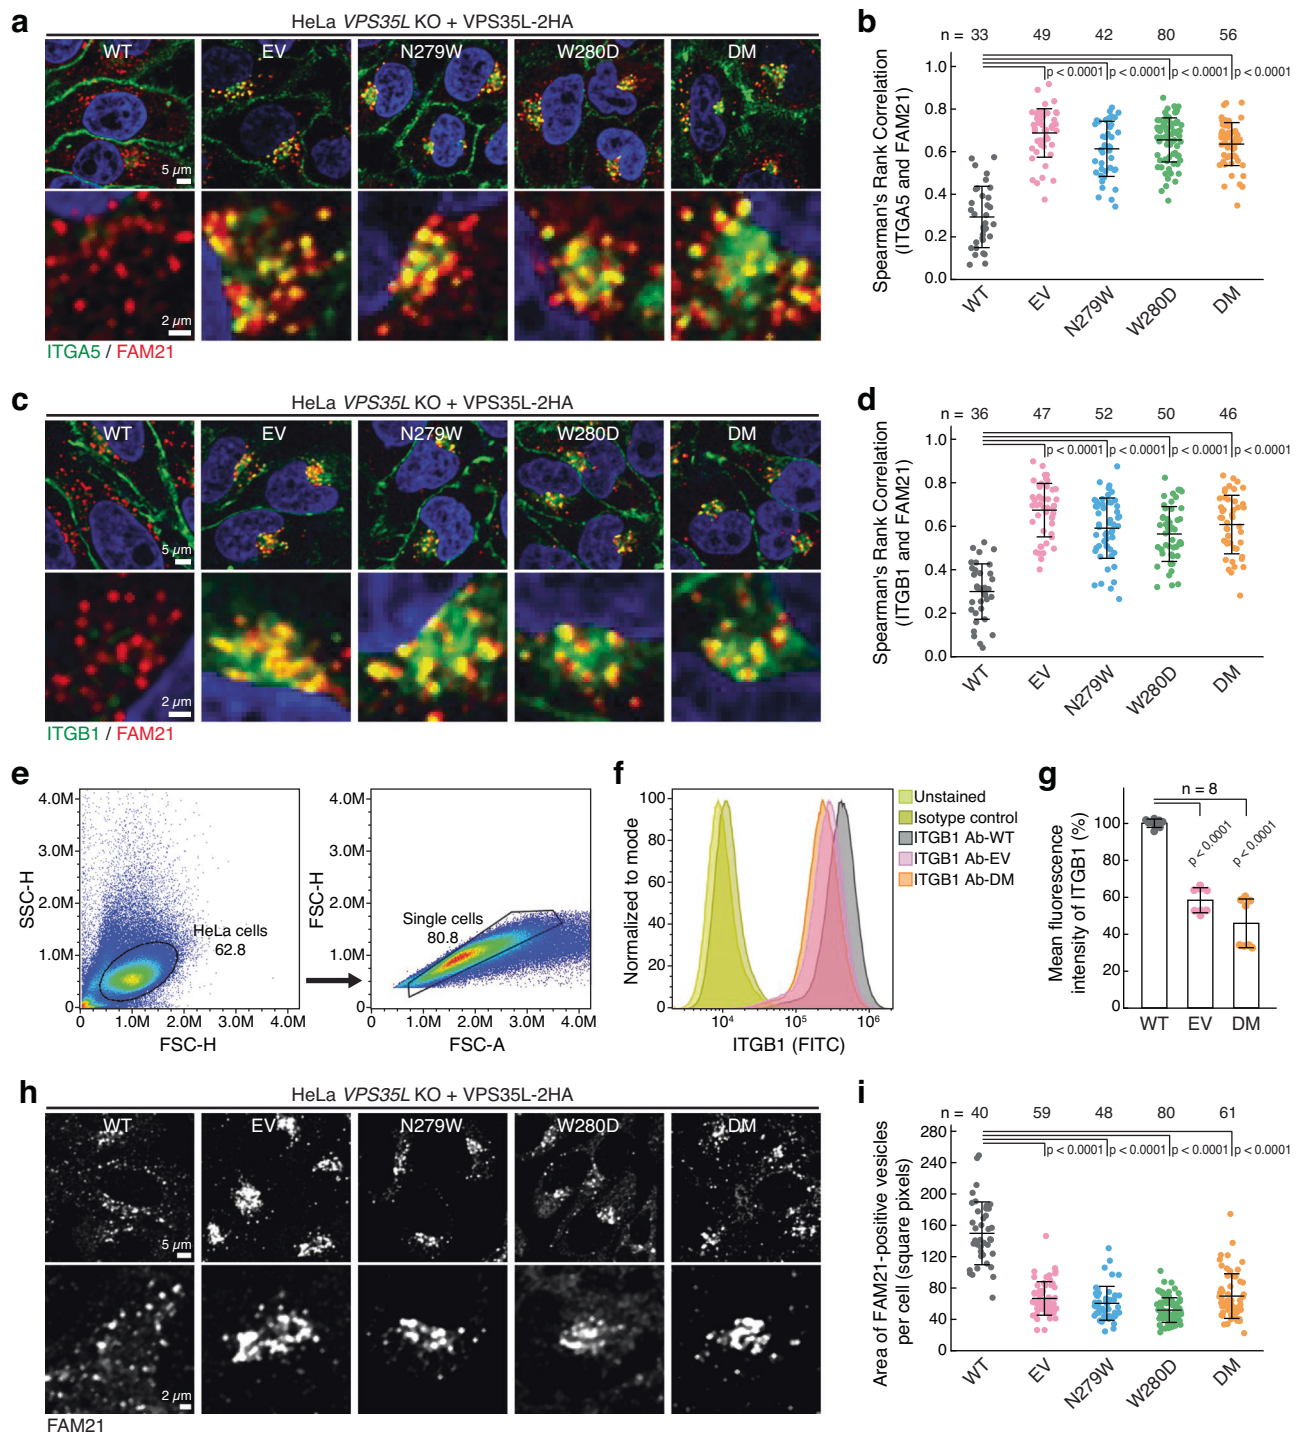 a
HeLa VPS35L KO + VPS35L-2HA
WT EV N279W W280D DM
5 µm
2 µm
ITGA5 / FAM21
b
n = 33 49 42 80 56
p < 0.0001 p < 0.0001 p < 0.0001 p < 0.0001
Spearman's Rank Correlation
(ITGA5 and FAM21)
1.0
0.8
0.6
0.4
0.2
0.0
WT EV N279W W280D DM
c
HeLa VPS35L KO + VPS35L-2HA
WT EV N279W W280D DM
5 µm
2 µm
ITGB1 / FAM21
d
n = 36 47 52 50 46
p < 0.0001 p < 0.0001 p < 0.0001 p < 0.0001
Spearman's Rank Correlation
(ITGB1 and FAM21)
1.0
0.8
0.6
0.4
0.2
0.0
WT EV N279W W280D DM
e
SSC-H
4.0M
3.0M
2.0M
1.0M
0
HeLa cells
62.8
0 1.0M 2.0M 3.0M 4.0M
FSC-H
FSC-H
4.0M
3.0M
2.0M
1.0M
0
Single cells
80.8
0 1.0M 2.0M 3.0M 4.0M
FSC-A
f
Normalized to mode
100
80
60
40
20
0
10⁴ 10⁵ 10⁶
ITGB1 (FITC)
Unstained
Isotype control
ITGB1 Ab-WT
ITGB1 Ab-EV
ITGB1 Ab-DM
g
n = 8
p < 0.0001 p < 0.0001
Mean fluorescence
intensity of ITGB1 (%)
100
80
60
40
20
0
WT EV DM
h
HeLa VPS35L KO + VPS35L-2HA
WT EV N279W W280D DM
5 µm
2 µm
FAM21
i
n = 40 59 48 80 61
p < 0.0001 p < 0.0001 p < 0.0001 p < 0.0001
Area of FAM21-positive vesicles
per cell (square pixels)
280
240
200
160
120
80
40
0
WT EV N279W W280D DM